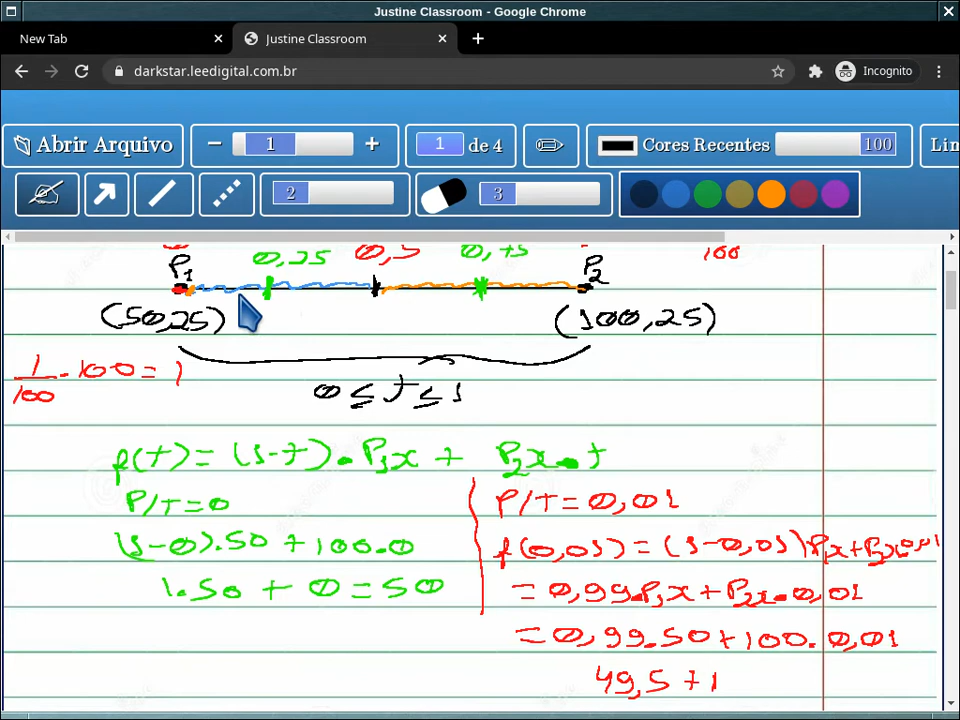 Justine Classroom - Google Chrome
New Tab
Justine Classroom
darkstar.leedigital.com.br
Incognito
Abrir Arquivo
1
1 de 4
Cores Recentes
100
Lin
2
3
0,25
0,5
0,75
100
P1
P2
(50,25)
(100,25)
1/100 . 100 = 1
0 ≤ t ≤ 1
f(t) = (1-t).P1x + P2x.t
P/T=0
(1-0).50 + 100.0
1.50 + 0 = 50
P/T=0,01
f(0,01) = (1-0,01)P1x+P2x.0,01
= 0,99.P1x + P2x.0,01
= 0,99.50 + 100.0,01
49,5 + 1